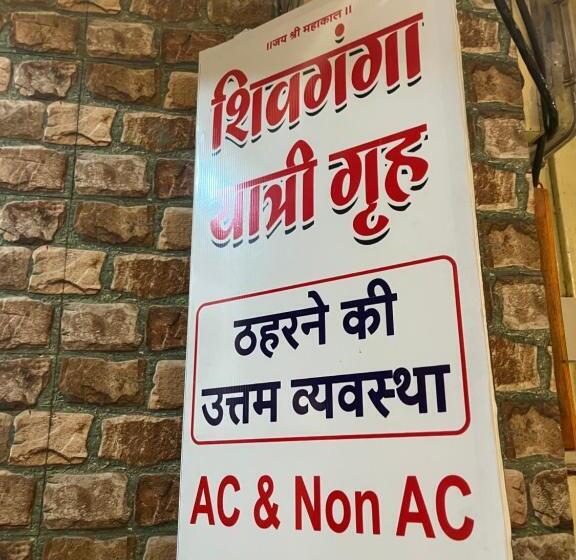 ।।जय श्री महाकाल।।
शिवगंगा
यात्री गृह
ठहरने की
उत्तम व्यवस्था
AC & Non AC